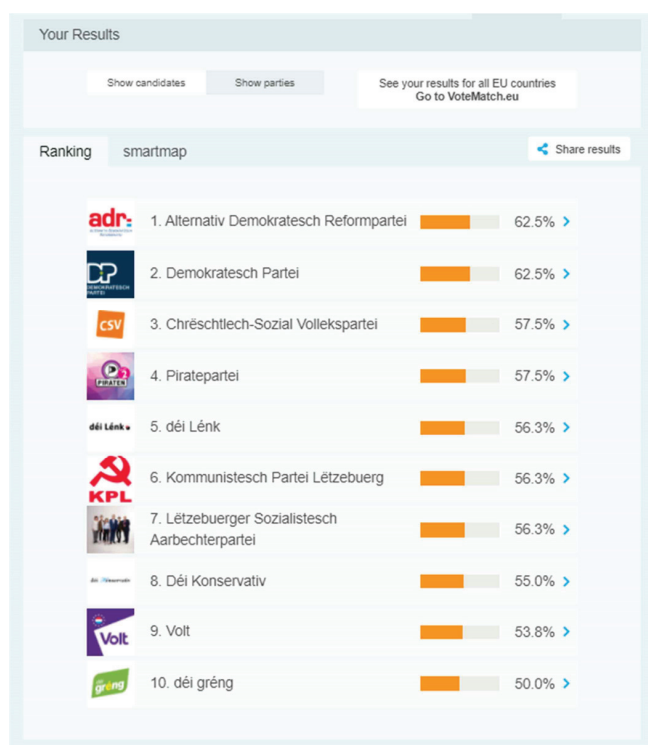 Your Results
Show candidates
Show parties
See your results for all EU countries
Go to VoteMatch.eu
Ranking
smartmap
Share results
adr:
1. Alternativ Demokratesch Reformpartei
62.5%
DP
DEMOKRATESCH
PARTEI
2. Demokratesch Partei
62.5%
CSV
3. Chrëschtlech-Sozial Vollekspartei
57.5%
PIRATEN
4. Piratepartei
57.5%
déi Lénk
5. déi Lénk
56.3%
KPL
6. Kommunistesch Partei Lëtzebuerg
56.3%
7. Lëtzebuerger Sozialistesch
Aarbechterpartei
56.3%
8. Déi Konservativ
55.0%
Volt
9. Volt
53.8%
déi
gréng
10. déi gréng
50.0%